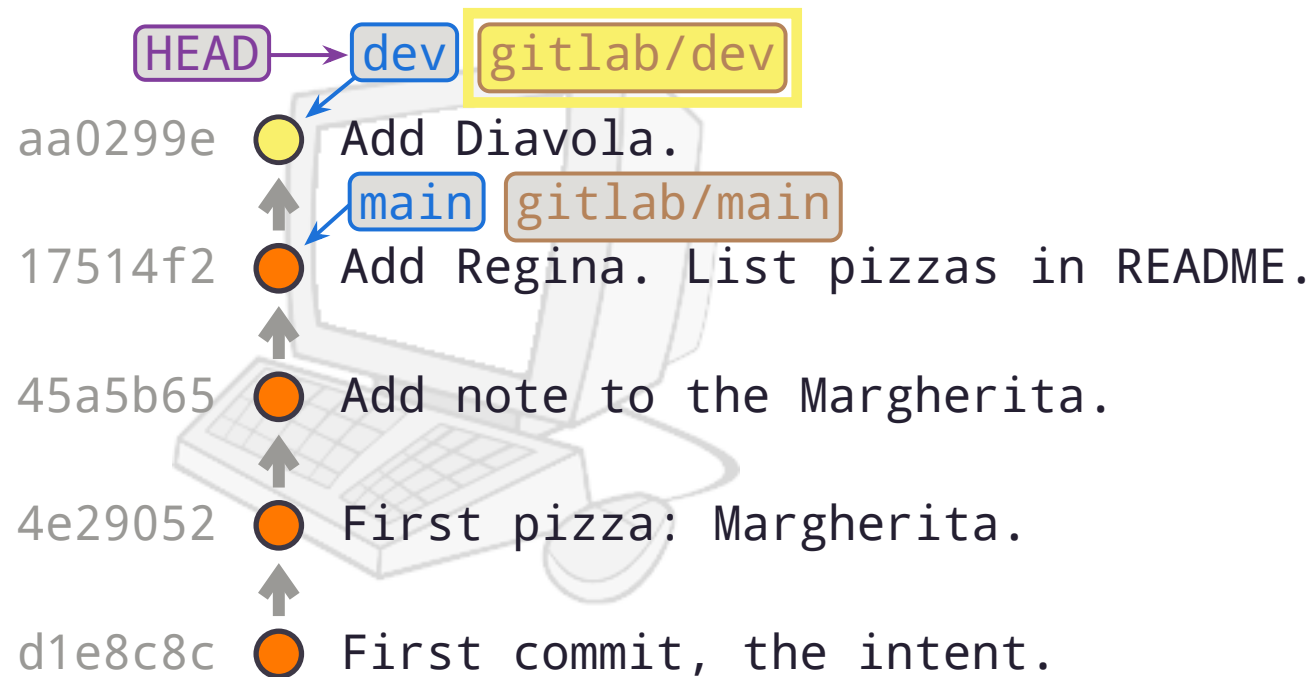 HEAD dev gitlab/dev
aa0299e Add Diavola.
main gitlab/main
17514f2 Add Regina. List pizzas in README.
45a5b65 Add note to the Margherita.
4e29052 First pizza: Margherita.
d1e8c8c First commit, the intent.